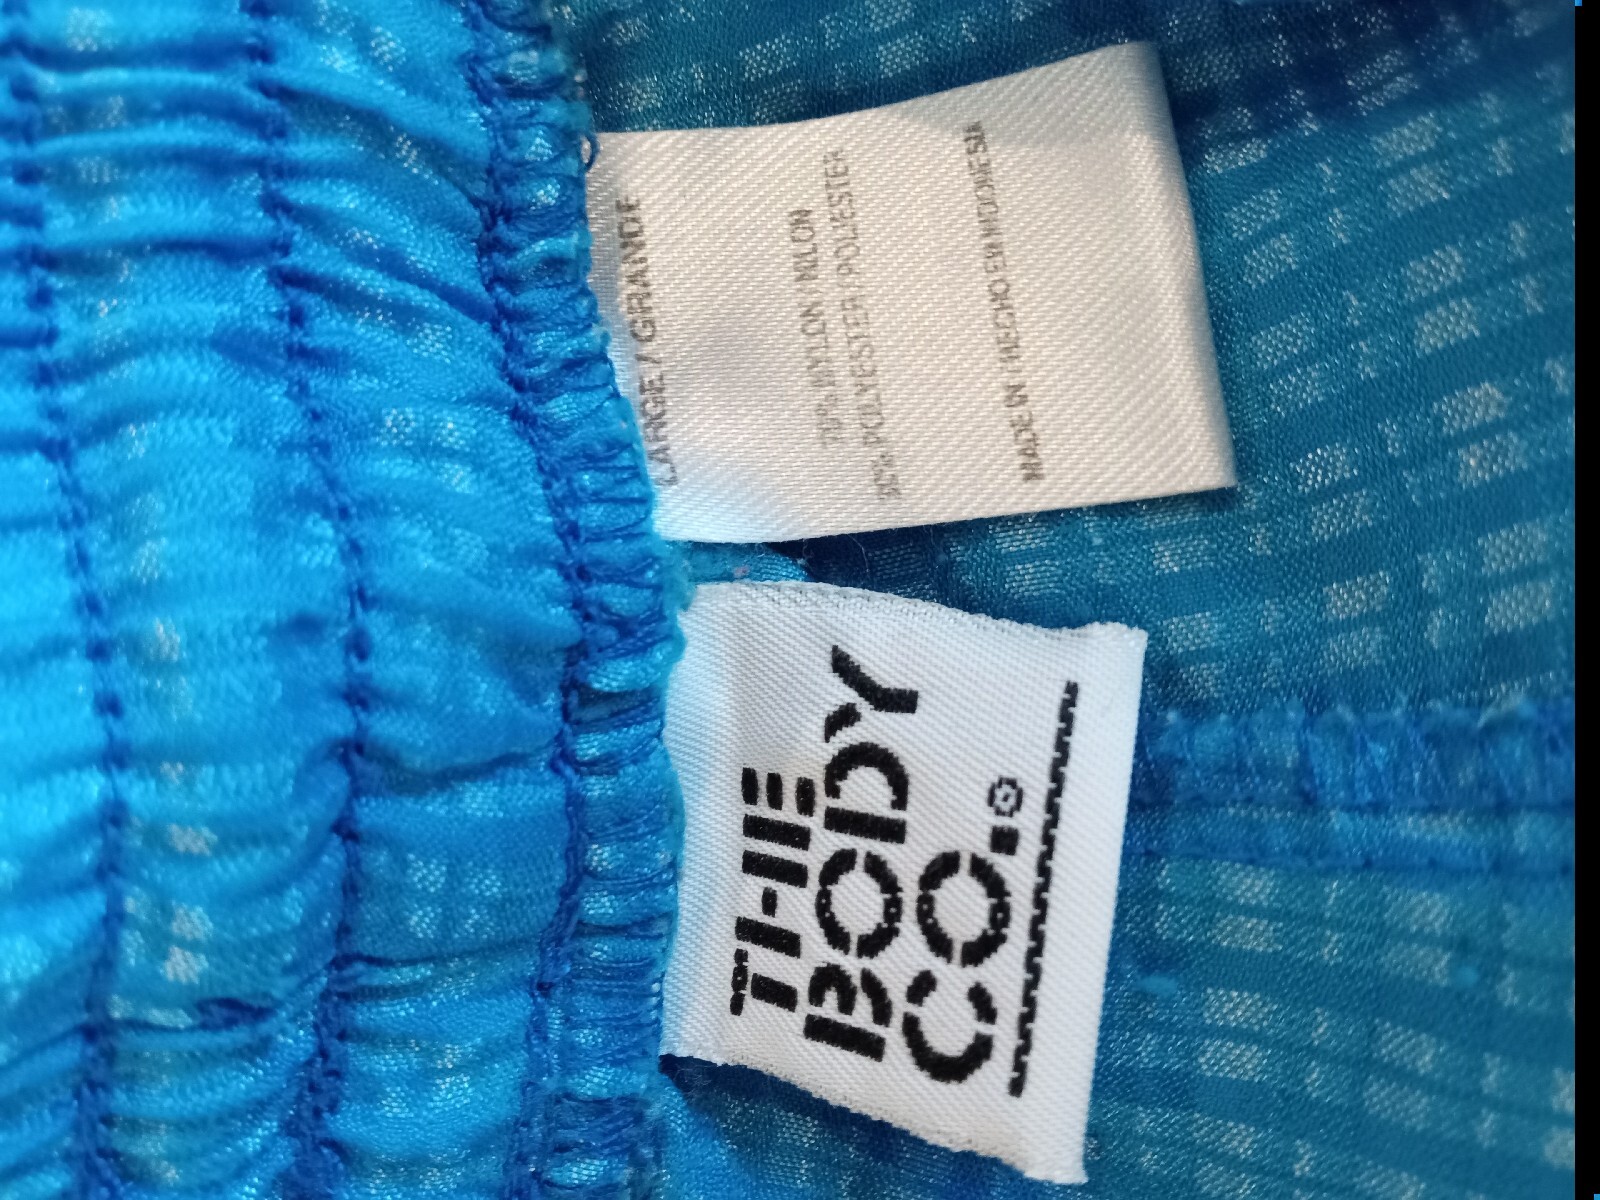 LARGE / GRANDE
70% NYLON / NILON
30% POLYESTER / POLIESTER
MADE IN / HECHO EN INDONESIA
THE
BODY
CO.